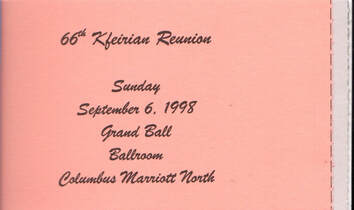 66th Kfeirian Reunion
Sunday
September 6, 1998
Grand Ball
Ballroom
Columbus Marriott North